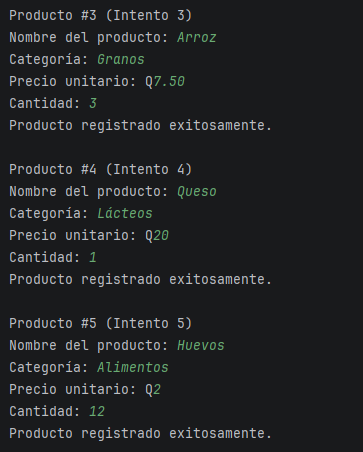 Producto #3 (Intento 3)
Nombre del producto: Arroz
Categoría: Granos
Precio unitario: Q7.50
Cantidad: 3
Producto registrado exitosamente.
Producto #4 (Intento 4)
Nombre del producto: Queso
Categoría: Lácteos
Precio unitario: Q20
Cantidad: 1
Producto registrado exitosamente.
Producto #5 (Intento 5)
Nombre del producto: Huevos
Categoría: Alimentos
Precio unitario: Q2
Cantidad: 12
Producto registrado exitosamente.